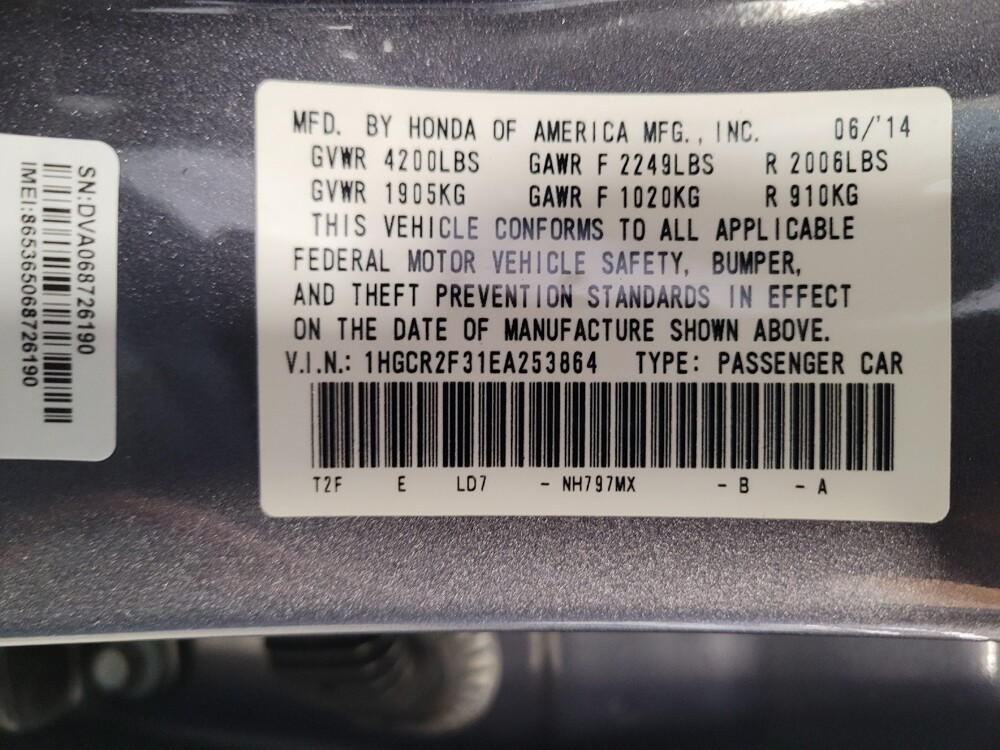 SN:DVA068726190
IMEI:865365068726190
MFD. BY HONDA OF AMERICA MFG., INC. 06/'14
GVWR 4200LBS GAWR F 2249LBS R 2006LBS
GVWR 1905KG GAWR F 1020KG R 910KG
THIS VEHICLE CONFORMS TO ALL APPLICABLE
FEDERAL MOTOR VEHICLE SAFETY, BUMPER,
AND THEFT PREVENTION STANDARDS IN EFFECT
ON THE DATE OF MANUFACTURE SHOWN ABOVE.
V.I.N.: 1HGCR2F31EA253864 TYPE: PASSENGER CAR
T2F E LD7 - NH797MX - B - A